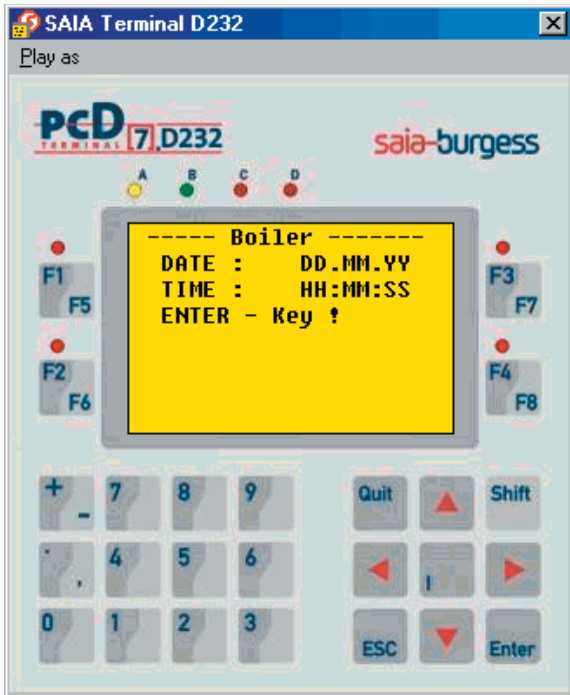 SAIA Terminal D232
Play as
PCD [7].D232 saia-burgess
TERMINAL
A B C D
----- Boiler -------
DATE : DD.MM.YY
TIME : HH:MM:SS
ENTER - Key !
F1 F3
F5 F7
F2 F4
F6 F8
+ - 7 8 9 Quit Shift
. , 4 5 6
0 1 2 3 ESC Enter